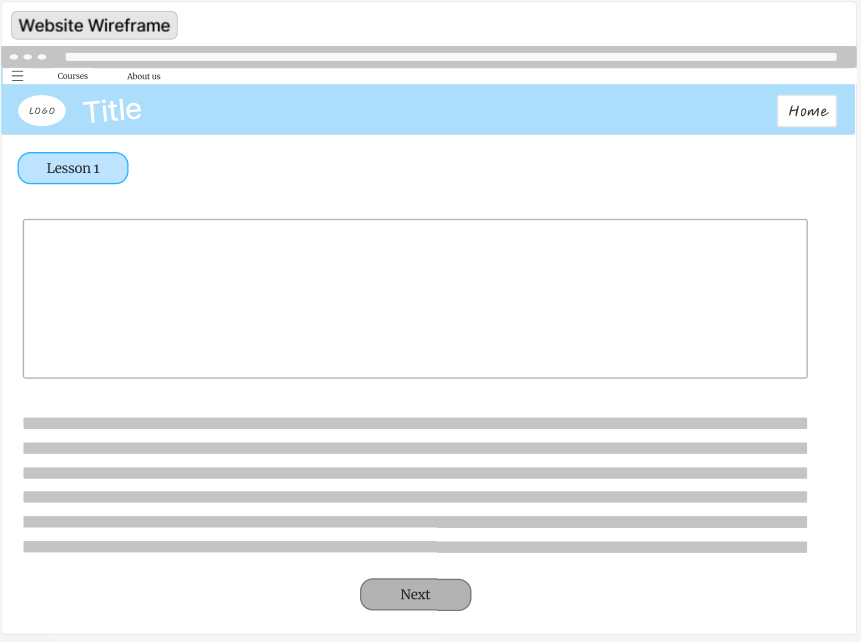 Website Wireframe
Courses About us
LOGO Title Home
Lesson 1
Next